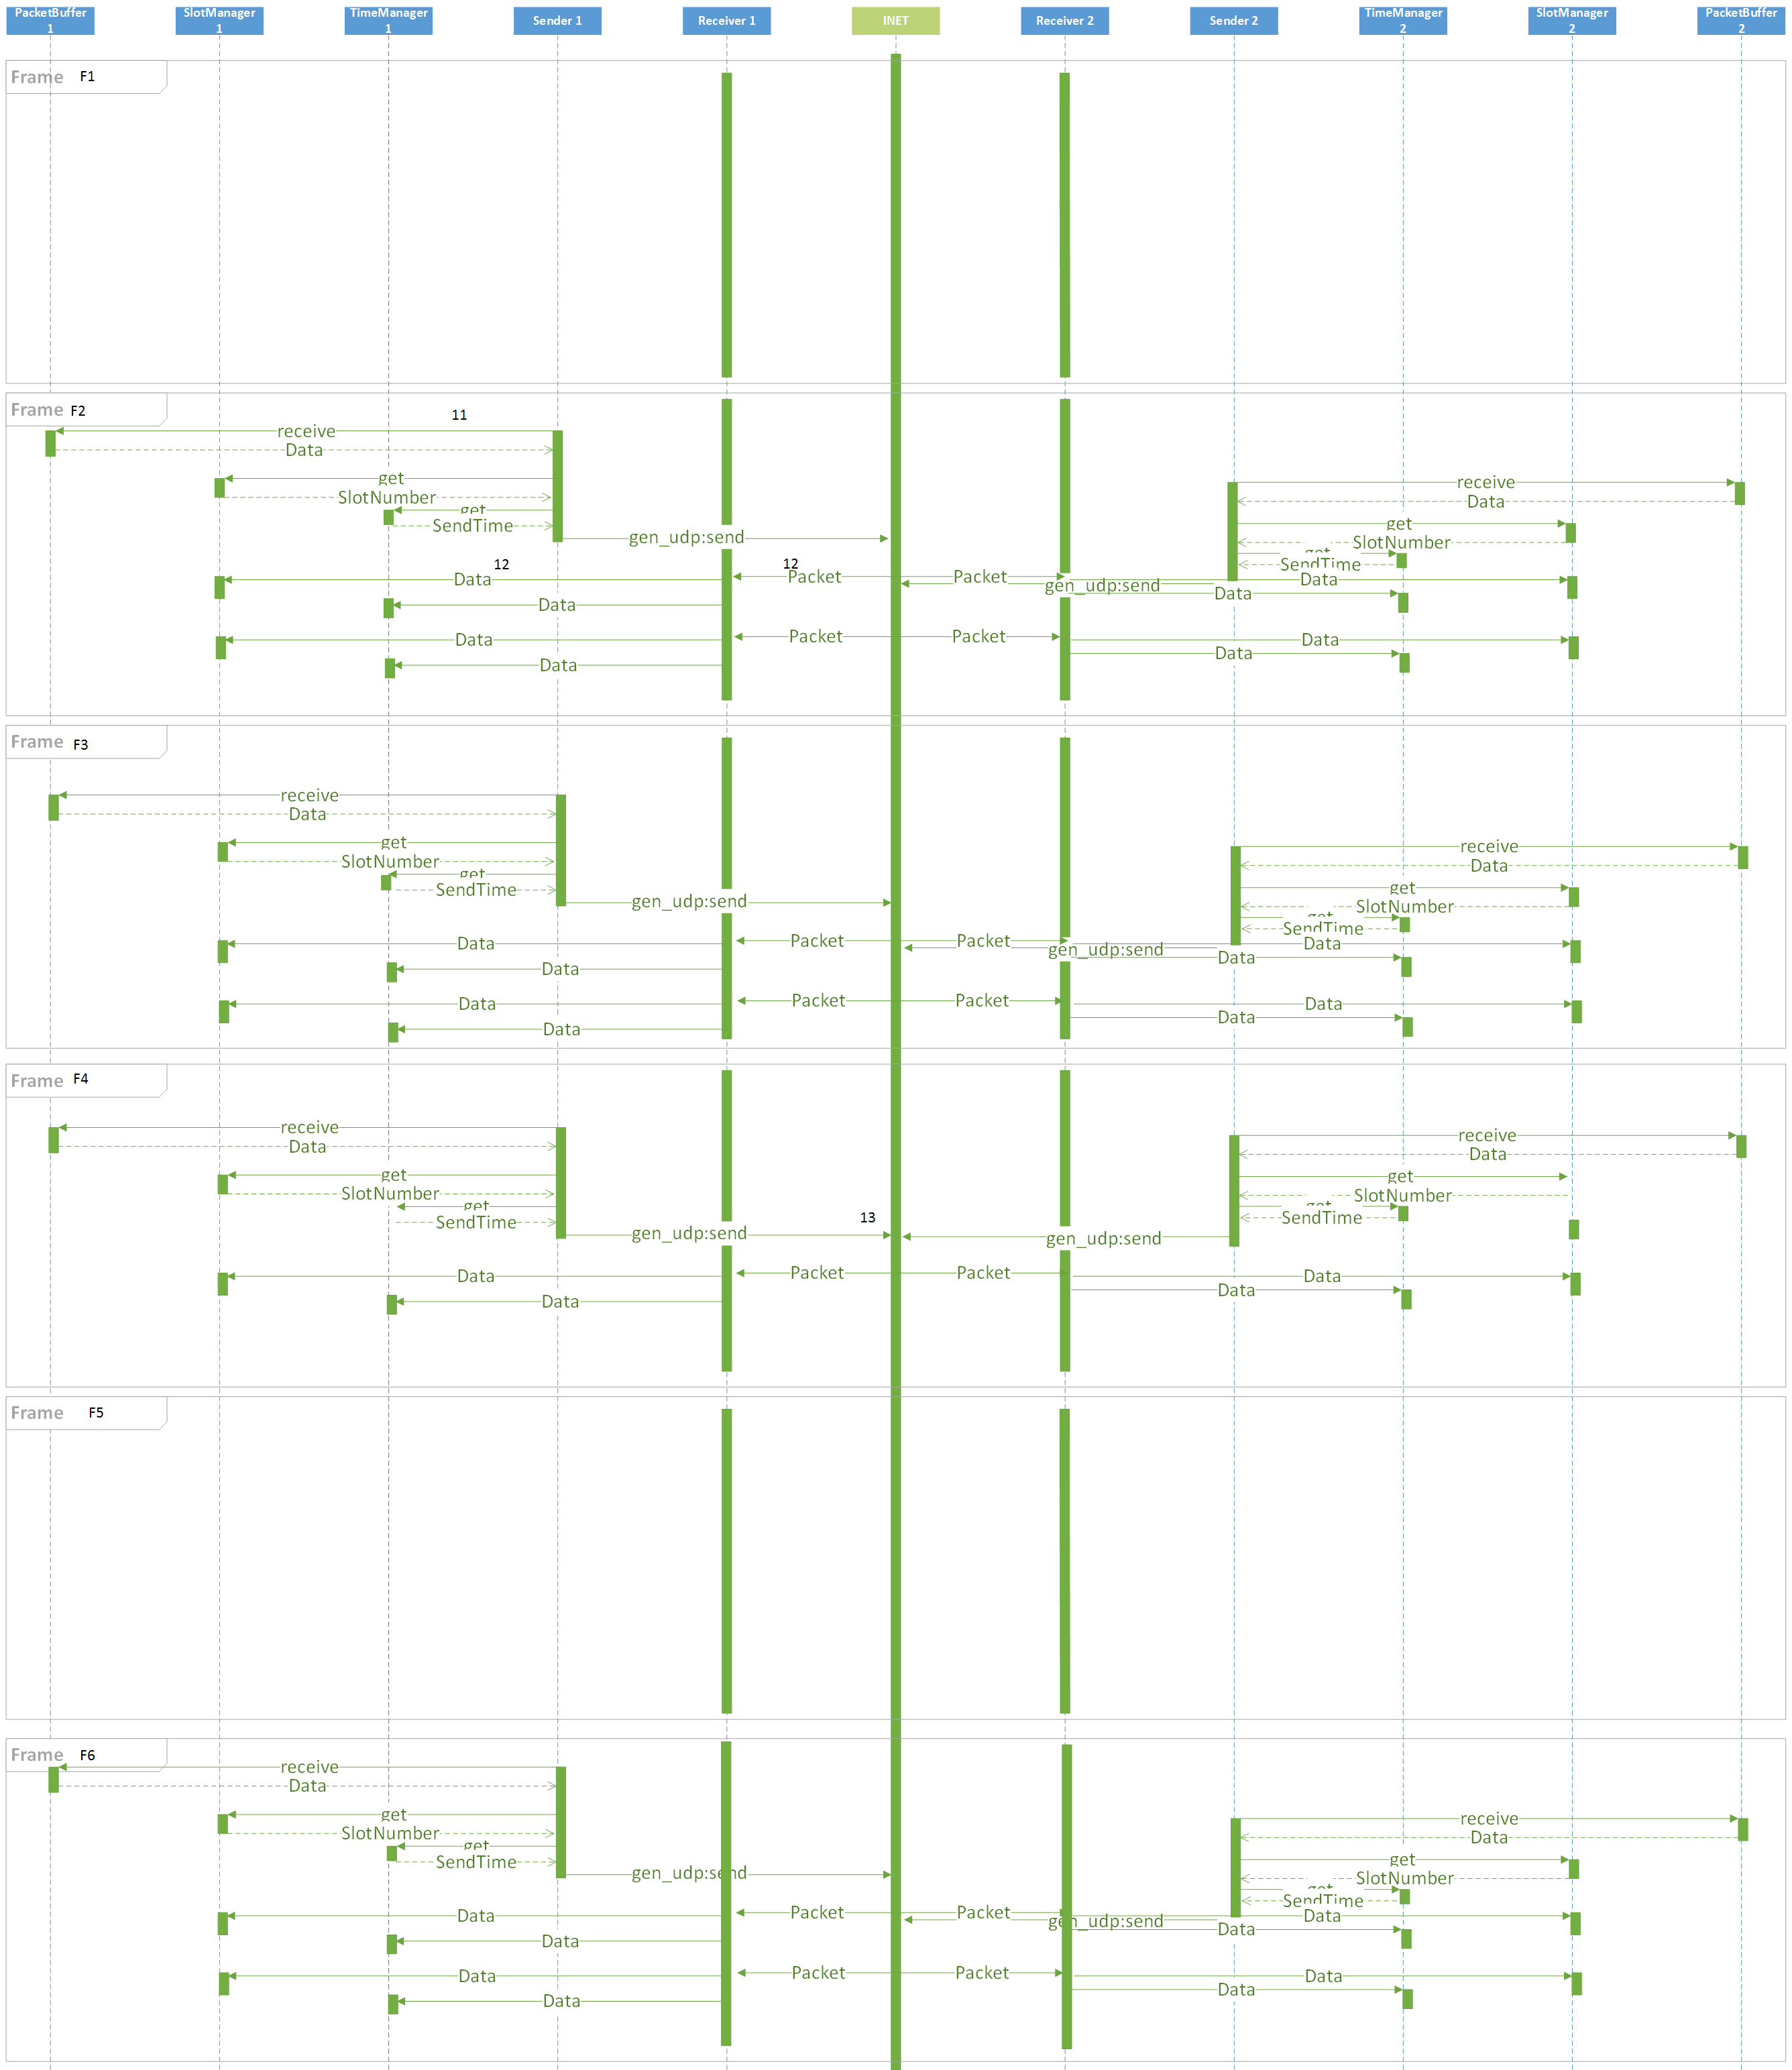 PacketBuffer
1
SlotManager
1
TimeManager
1
Sender 1
Receiver 1
INET
Receiver 2
Sender 2
TimeManager
2
SlotManager
2
PacketBuffer
2
Frame F1
Frame F2
11
receive
Data
get
SlotNumber
get
SendTime
gen_udp:send
receive
Data
get
SlotNumber
get
SendTime
12
12
Data
Packet
Packet
gen_udp:send
Data
Data
Data
Data
Packet
Packet
Data
Data
Data
Frame F3
receive
Data
get
SlotNumber
get
SendTime
gen_udp:send
receive
Data
get
SlotNumber
get
SendTime
Data
Packet
Packet
gen_udp:send
Data
Data
Data
Data
Packet
Packet
Data
Data
Data
Frame F4
receive
Data
get
SlotNumber
get
SendTime
gen_udp:send
13
receive
Data
get
SlotNumber
get
SendTime
gen_udp:send
Data
Packet
Packet
Data
Data
Data
Frame F5
Frame F6
receive
Data
get
SlotNumber
get
SendTime
gen_udp:send
receive
Data
get
SlotNumber
get
SendTime
Data
Packet
Packet
gen_udp:send
Data
Data
Data
Data
Packet
Packet
Data
Data
Data